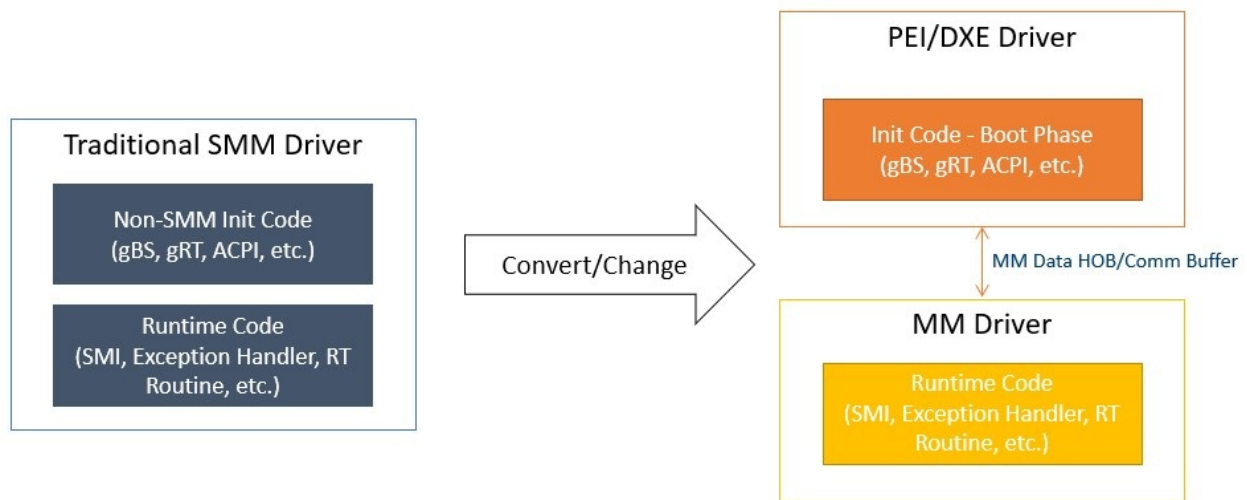 Traditional SMM Driver
Non-SMM Init Code
(gBS, gRT, ACPI, etc.)
Runtime Code
(SMI, Exception Handler, RT
Routine, etc.)
Convert/Change
PEI/DXE Driver
Init Code - Boot Phase
(gBS, gRT, ACPI, etc.)
MM Data HOB/Comm Buffer
MM Driver
Runtime Code
(SMI, Exception Handler, RT
Routine, etc.)